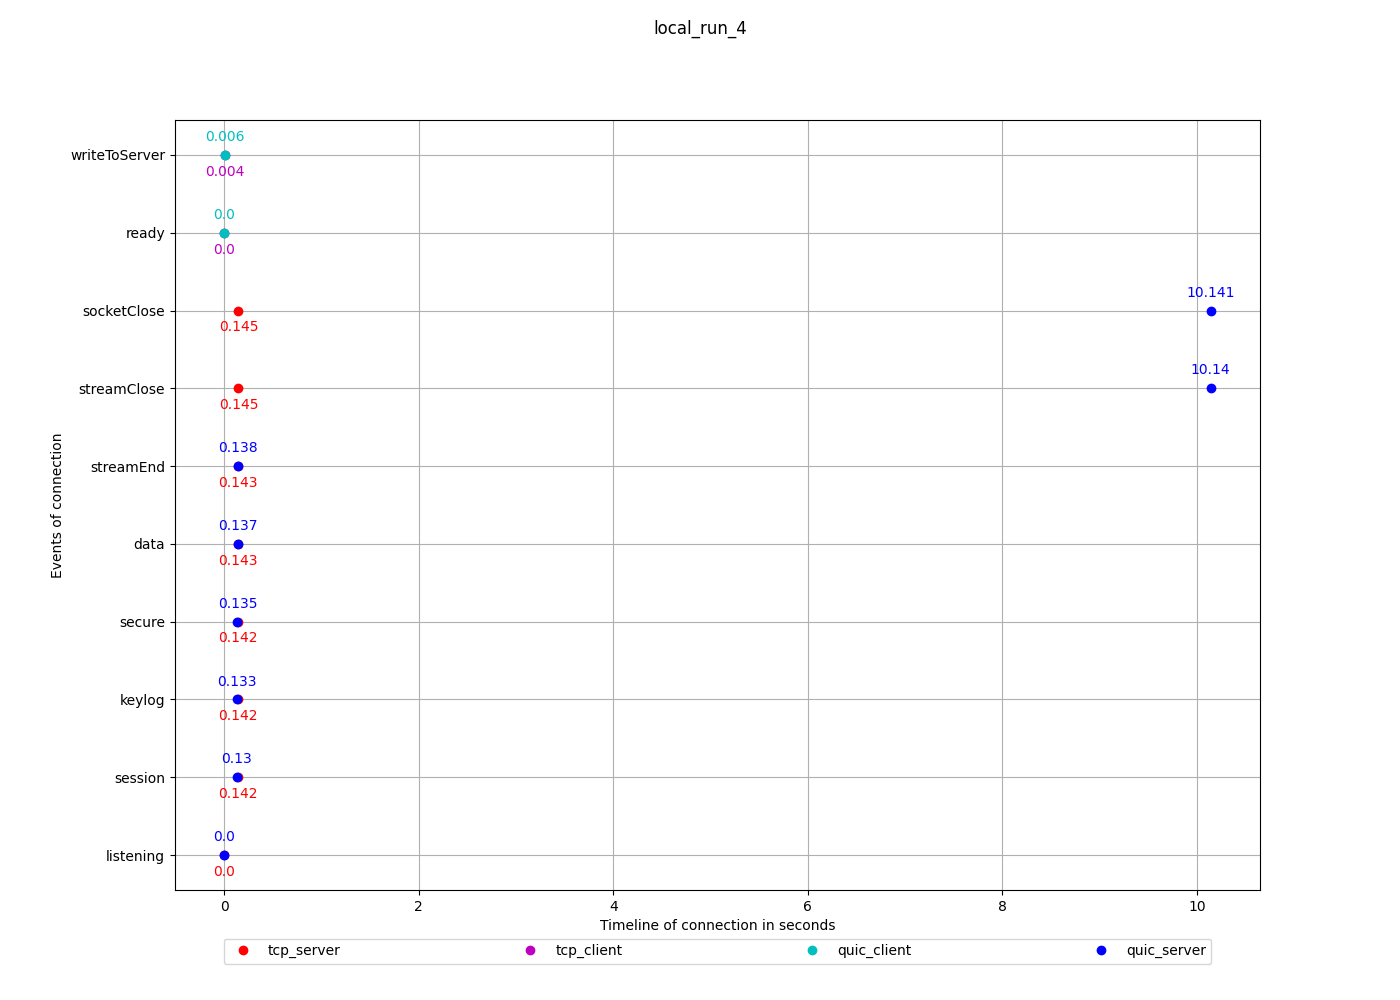 local_run_4
0.006
writeToServer
0.004
0.0
ready
0.0
10.141
socketClose
0.145
10.14
streamClose
0.145
0.138
streamEnd
0.143
0.137
data
0.143
0.135
secure
0.142
0.133
keylog
0.142
0.13
session
0.142
0.0
listening
0.0
Events of connection
0 2 4 6 8 10
Timeline of connection in seconds
tcp_server tcp_client quic_client quic_server